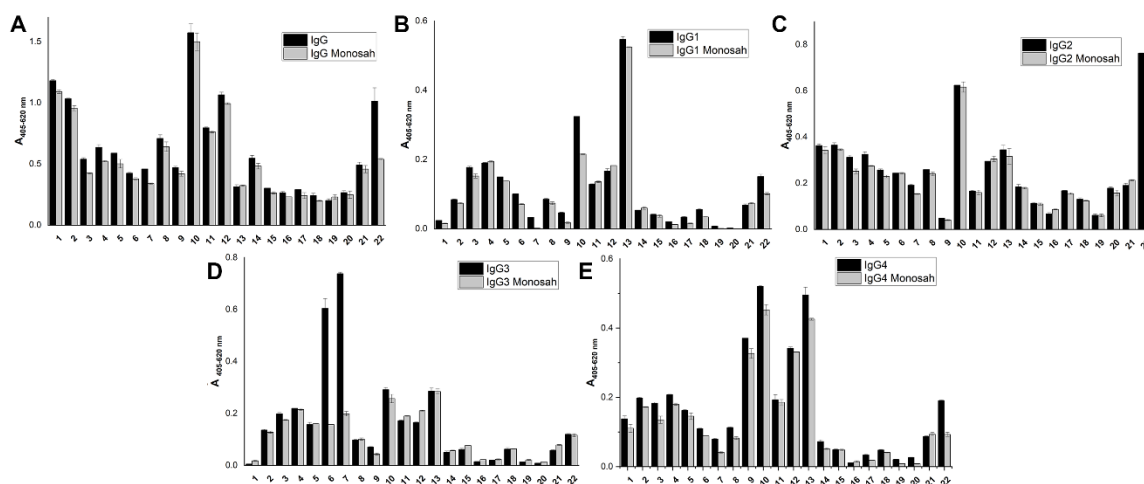 A
IgG
IgG Monosah
A405-620 nm
1.5
1.0
0.5
0.0
1 2 3 4 5 6 7 8 9 10 11 12 13 14 15 16 17 18 19 20 21 22
B
IgG1
IgG1 Monosah
A405-620 nm
0.6
0.4
0.2
0.0
1 2 3 4 5 6 7 8 9 10 11 12 13 14 15 16 17 18 19 20 21 22
C
IgG2
IgG2 Monosah
A405-620 nm
0.8
0.6
0.4
0.2
0.0
1 2 3 4 5 6 7 8 9 10 11 12 13 14 15 16 17 18 19 20 21
D
IgG3
IgG3 Monosah
A405-620 nm
0.8
0.6
0.4
0.2
0.0
1 2 3 4 5 6 7 8 9 10 11 12 13 14 15 16 17 18 19 20 21 22
E
IgG4
IgG4 Monosah
A405-620 nm
0.6
0.4
0.2
0.0
1 2 3 4 5 6 7 8 9 10 11 12 13 14 15 16 17 18 19 20 21 22